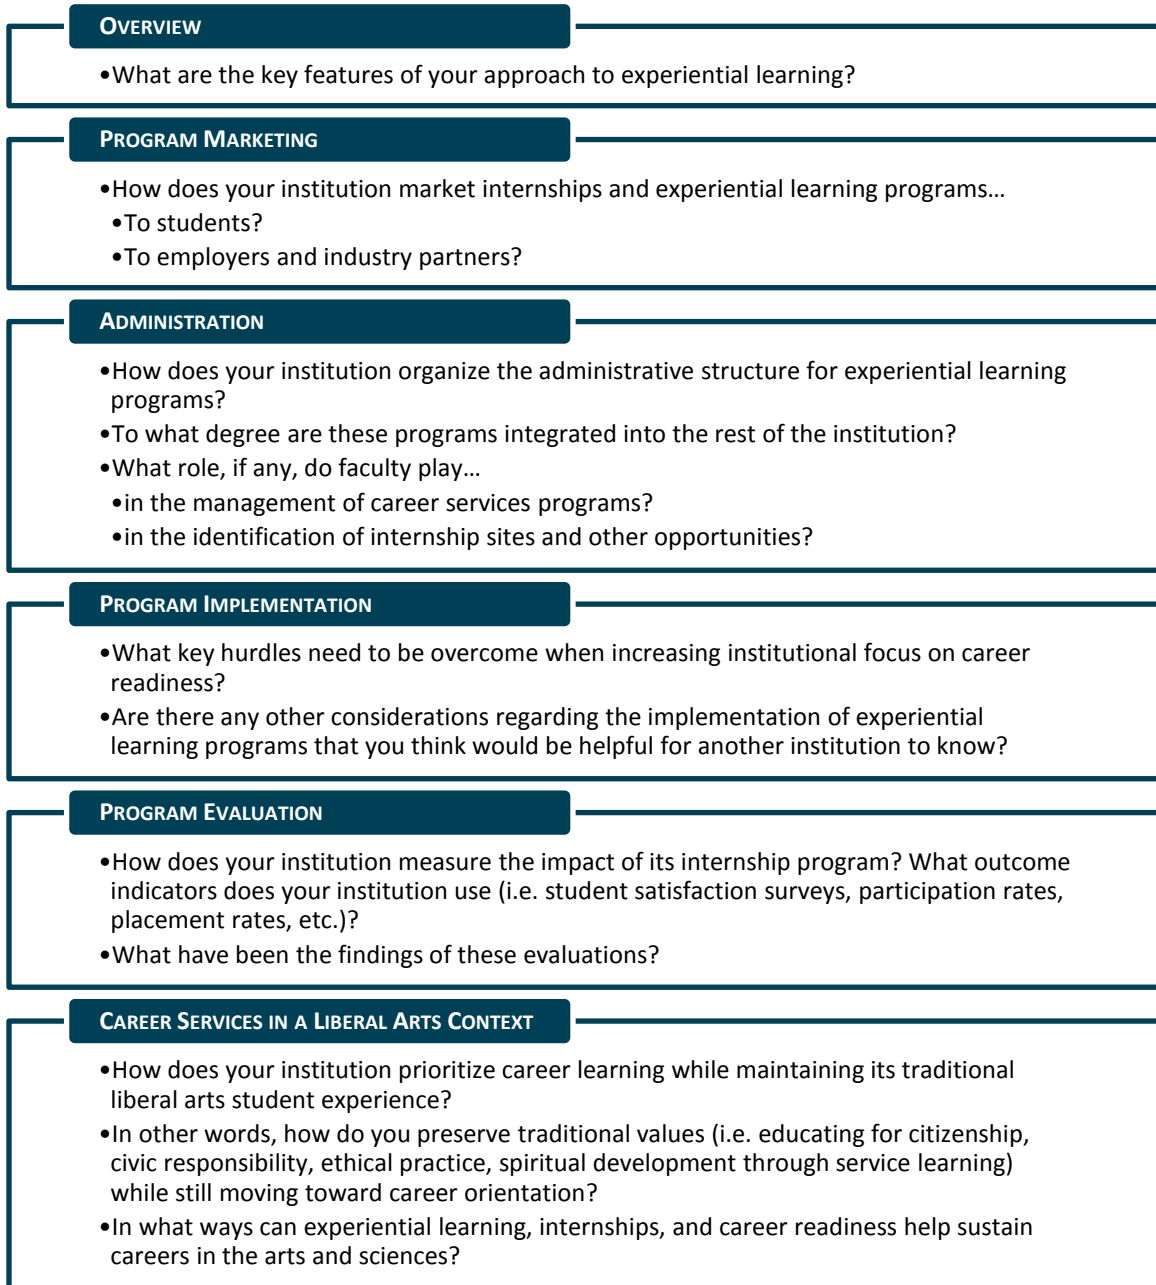 OVERVIEW
•What are the key features of your approach to experiential learning?
PROGRAM MARKETING
•How does your institution market internships and experiential learning programs…
•To students?
•To employers and industry partners?
ADMINISTRATION
•How does your institution organize the administrative structure for experiential learning
programs?
•To what degree are these programs integrated into the rest of the institution?
•What role, if any, do faculty play…
•in the management of career services programs?
•in the identification of internship sites and other opportunities?
PROGRAM IMPLEMENTATION
•What key hurdles need to be overcome when increasing institutional focus on career
readiness?
•Are there any other considerations regarding the implementation of experiential
learning programs that you think would be helpful for another institution to know?
PROGRAM EVALUATION
•How does your institution measure the impact of its internship program? What outcome
indicators does your institution use (i.e. student satisfaction surveys, participation rates,
placement rates, etc.)?
•What have been the findings of these evaluations?
CAREER SERVICES IN A LIBERAL ARTS CONTEXT
•How does your institution prioritize career learning while maintaining its traditional
liberal arts student experience?
•In other words, how do you preserve traditional values (i.e. educating for citizenship,
civic responsibility, ethical practice, spiritual development through service learning)
while still moving toward career orientation?
•In what ways can experiential learning, internships, and career readiness help sustain
careers in the arts and sciences?